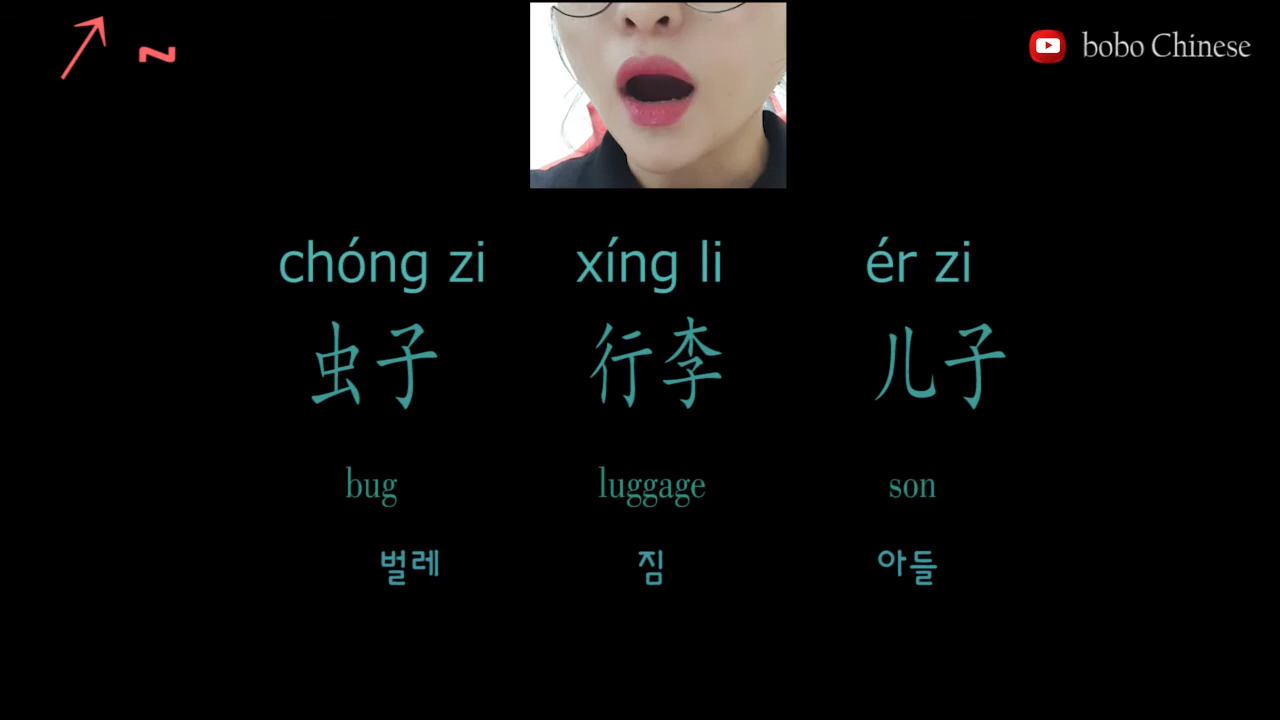 ~
bobo Chinese
chóng zi xíng li ér zi
虫子 行李 儿子
bug luggage son
벌레 짐 아들